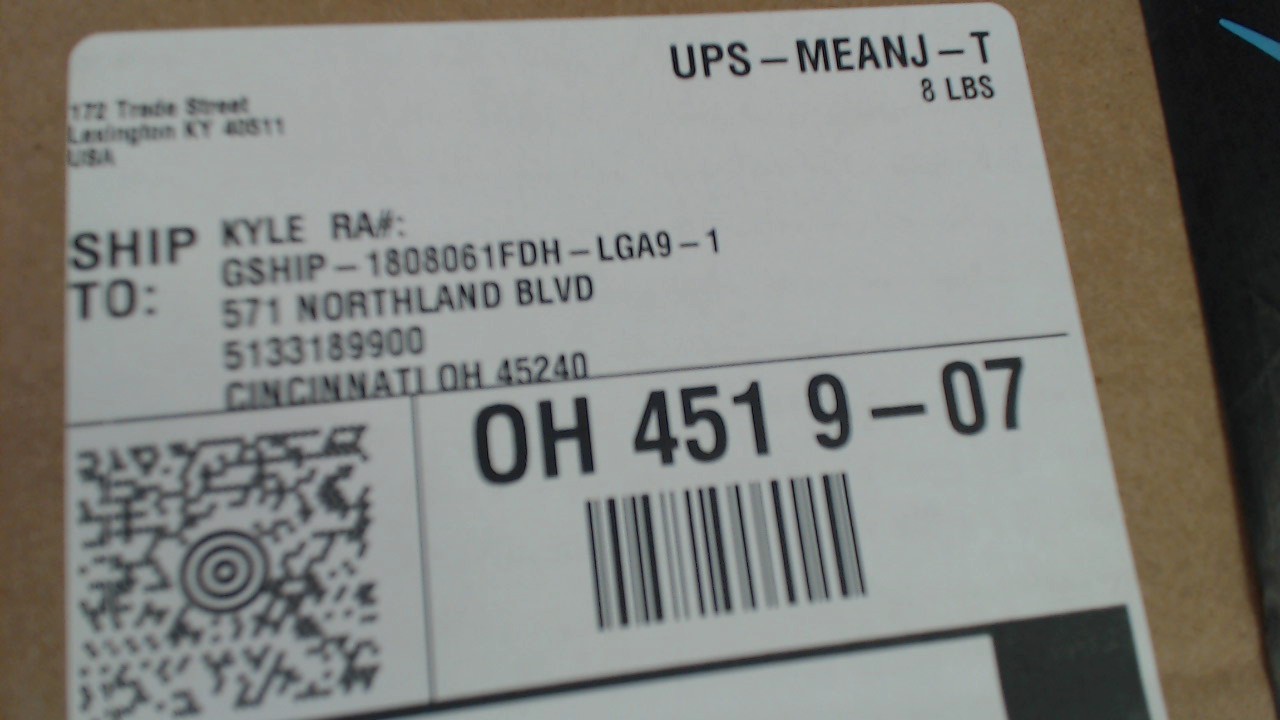 UPS – MEANJ – T
8 LBS
172 Trade Street
Lexington KY 40511
USA
SHIP TO:
KYLE RA#:
GSHIP – 1808061FDH – LGA9 – 1
571 NORTHLAND BLVD
5133189900
CINCINNATI OH 45240
OH 451 9 – 07